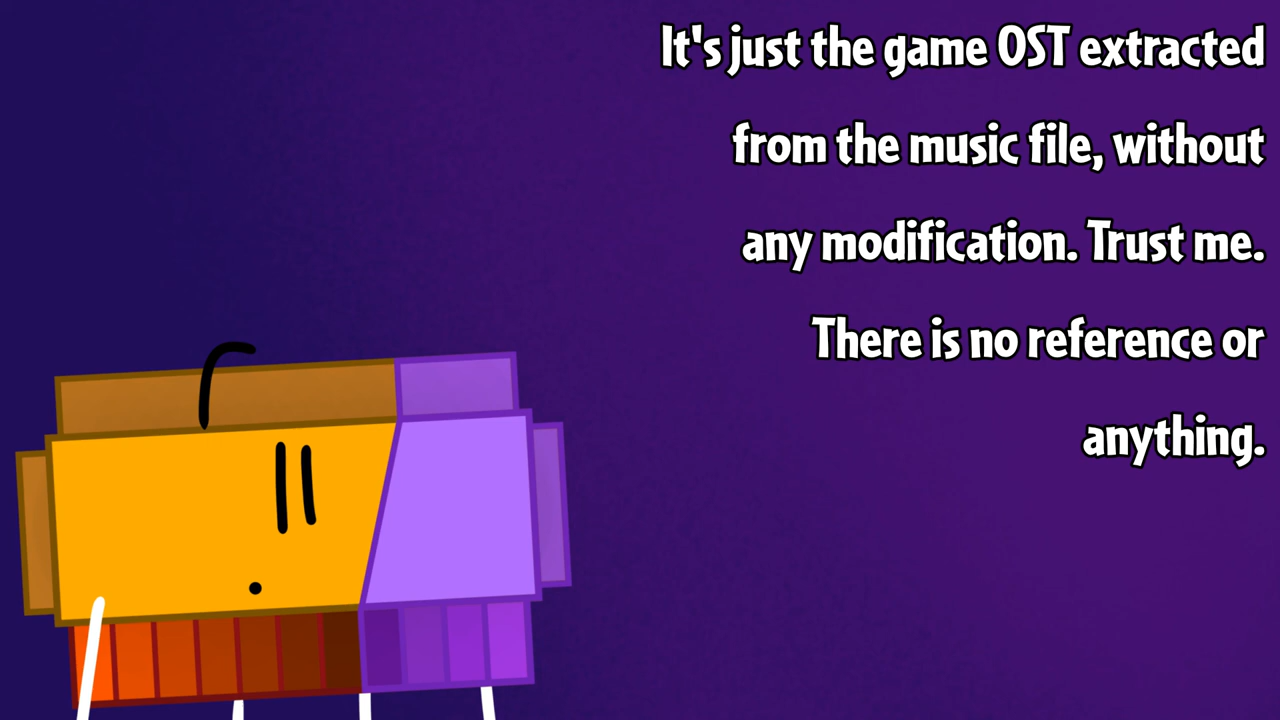 It's just the game OST extracted
from the music file, without
any modification. Trust me.
There is no reference or
anything.